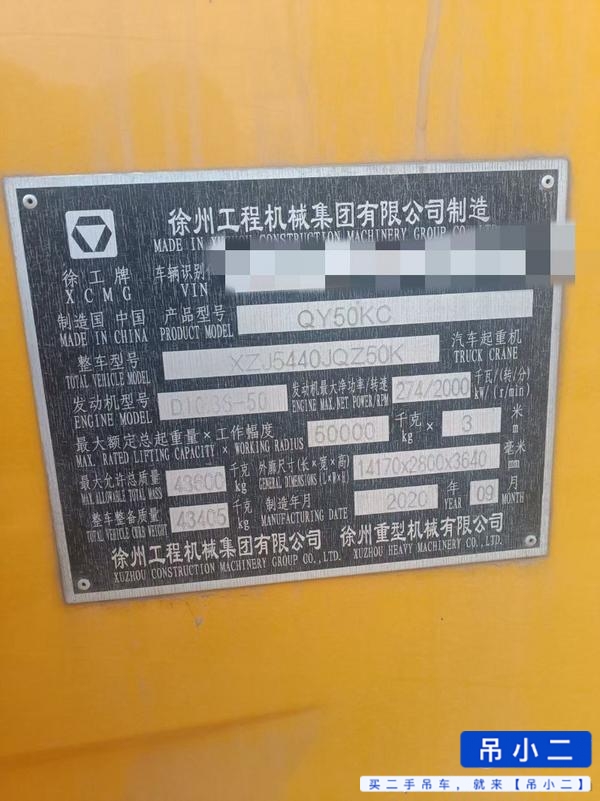 徐州工程机械集团有限公司制造
MADE IN XUZHOU CONSTRUCTION MACHINERY GROUP CO., LTD.
徐工牌 车辆识别
XCMG VIN
制造国 中国 产品型号 QY50KC
MADE IN CHINA PRODUCT MODEL
整车型号 XZJ5440JQZ50K 汽车起重机
TOTAL VEHICLE MODEL TRUCK CRANE
发动机型号 发动机最大净功率/转速 274/2000 千瓦/(转/分)
ENGINE MODEL ENGINE MAX.NET POWER/RPM kW/(r/min)
最大额定总起重量×工作幅度 50000 千克 × 3 米
MAX. RATED LIFTING CAPACITY × WORKING RADIUS kg m
最大允许总质量 千克 外廓尺寸(长×宽×高) 14170x2800x3640 毫米
MAX. ALLOWABLE TOTAL MASS kg GENERAL DIMENSIONS (L×W×H) mm
整车整备质量 43405 千克 制造年月 2020 年 09 月
TOTAL VEHICLE CURB WEIGHT kg MANUFACTURING DATE YEAR MONTH
徐州工程机械集团有限公司 徐州重型机械有限公司
XUZHOU CONSTRUCTION MACHINERY GROUP CO., LTD. XUZHOU HEAVY MACHINERY CO., LTD.
吊小二
买二手吊车，就来【吊小二】